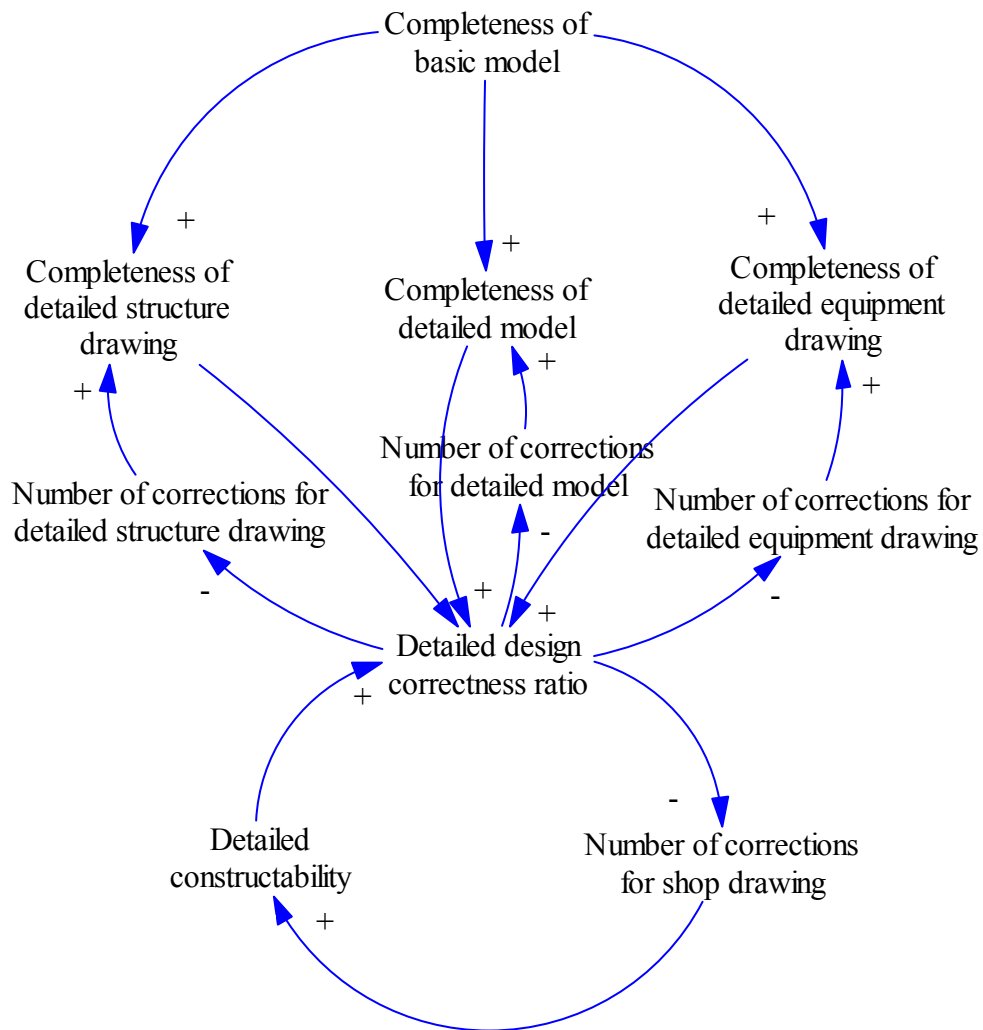 Completeness of
basic model
+
+
+
Completeness of
detailed structure
drawing
Completeness of
detailed model
Completeness of
detailed equipment
drawing
+
+
+
Number of corrections for
detailed structure drawing
Number of corrections
for detailed model
Number of corrections for
detailed equipment drawing
-
-
-
+
+
Detailed design
correctness ratio
+
-
Detailed
constructability
Number of corrections
for shop drawing
+